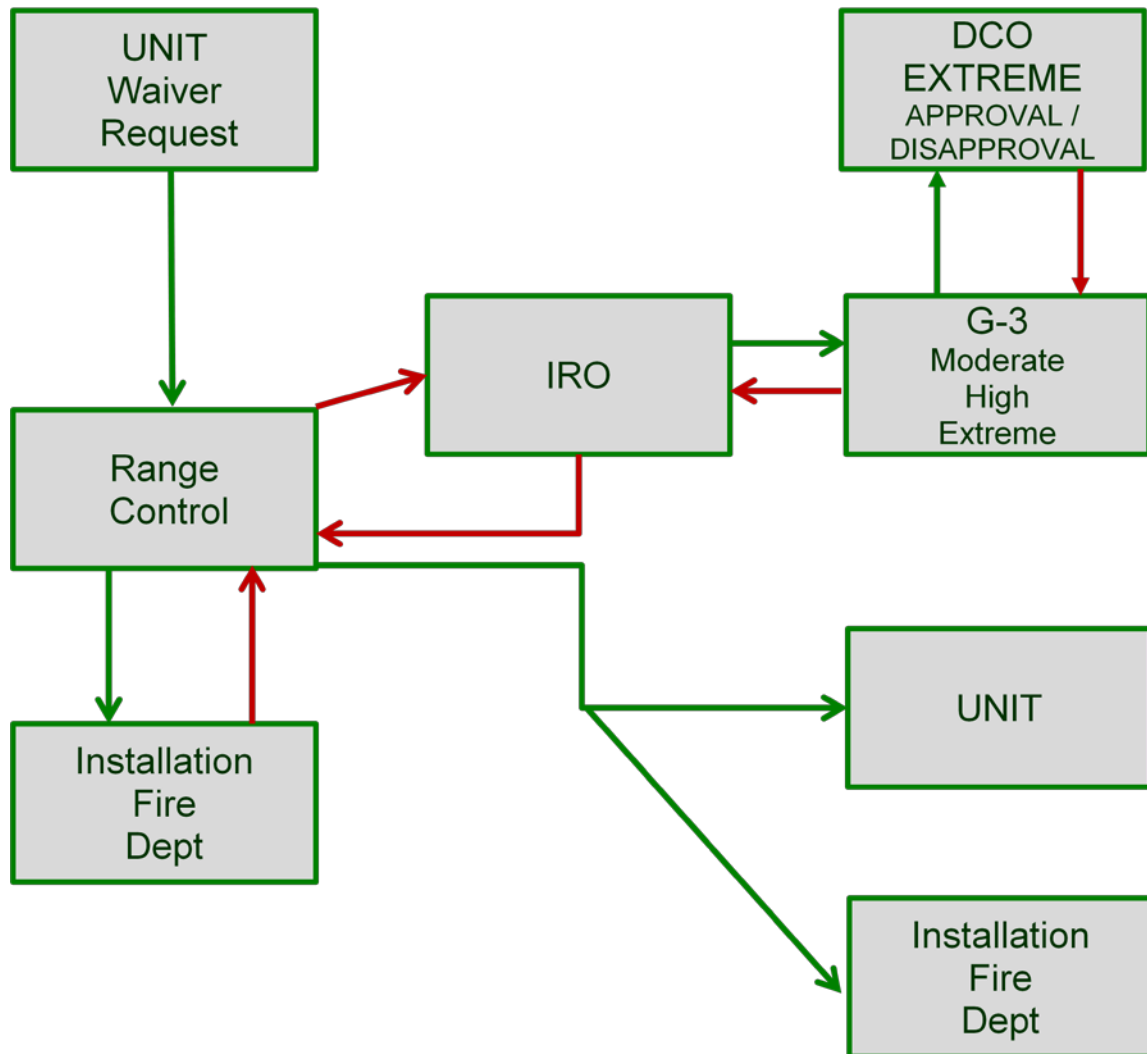 UNIT
Waiver
Request
DCO
EXTREME
APPROVAL /
DISAPPROVAL
IRO
G-3
Moderate
High
Extreme
Range
Control
UNIT
Installation
Fire
Dept
Installation
Fire
Dept